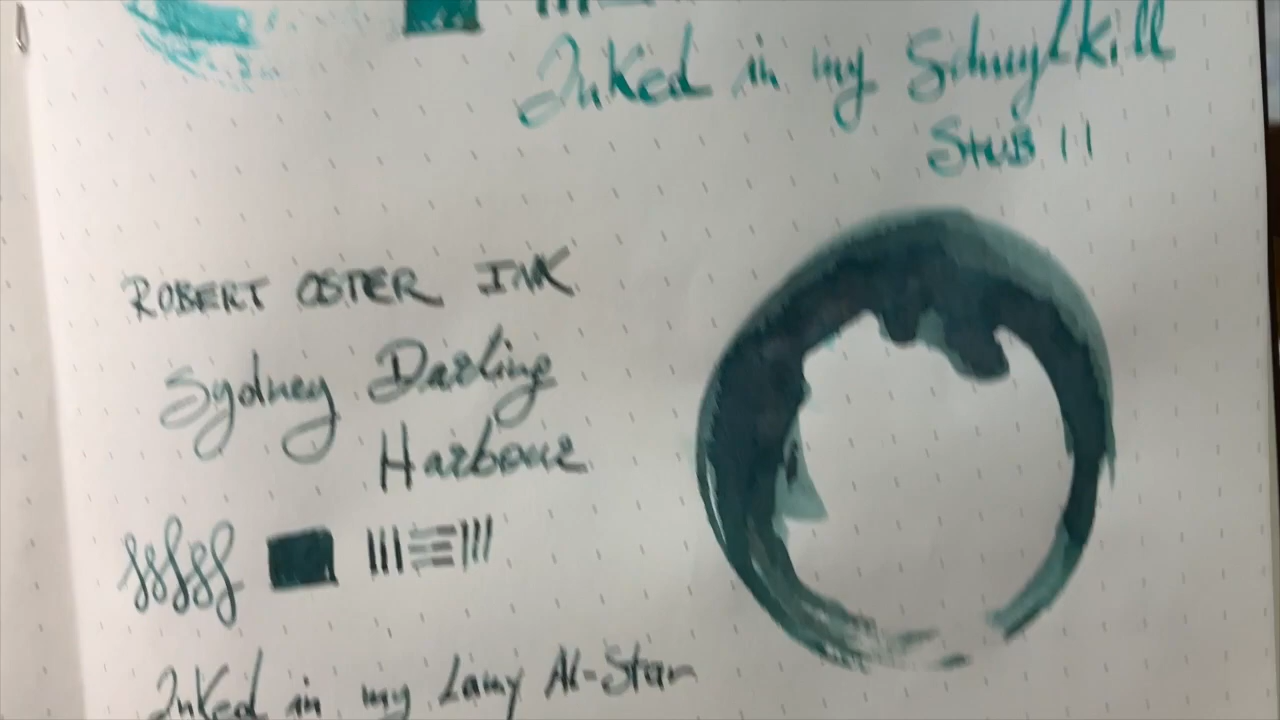 Inked in my Schuylkill
Stub 1.1
ROBERT OSTER INK
Sydney Darling
Harbour
Inked in my Lamy Al-Star